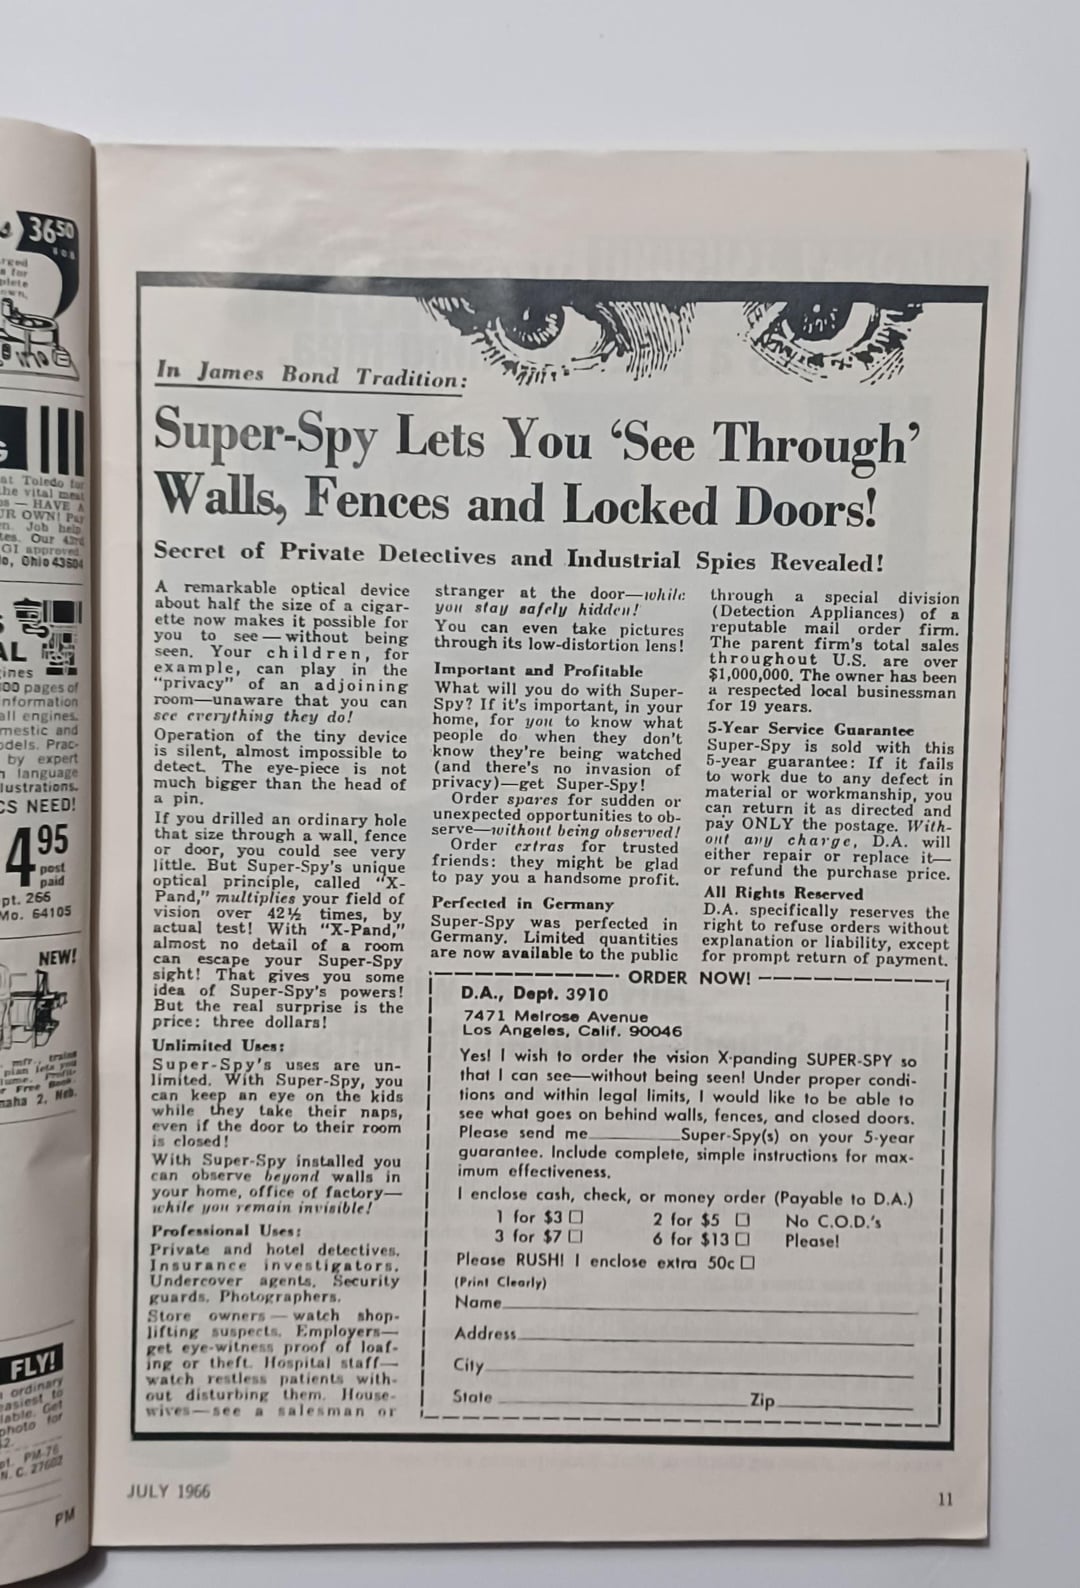 3650
FOB
S
AL
100 pages of
all engines.
by expert
language
NEED!
495
post
paid
pt. 266
Mo. 64105
NEW!
FLY!
ordinary
easiest to
Get
photo
for
PM-76
N. C. 27602
PM
In James Bond Tradition:
Super-Spy Lets You ‘See Through’
Walls, Fences and Locked Doors!
Secret of Private Detectives and Industrial Spies Revealed!
A remarkable optical device
about half the size of a cigar-
ette now makes it possible for
you to see — without being
seen. Your children, for
example, can play in the
“privacy” of an adjoining
room—unaware that you can
see everything they do!
Operation of the tiny device
is silent, almost impossible to
detect. The eye-piece is not
much bigger than the head of
a pin.
If you drilled an ordinary hole
that size through a wall, fence
or door, you could see very
little. But Super-Spy's unique
optical principle, called “X-
Pand,” multiplies your field of
vision over 42½ times, by
actual test! With “X-Pand,”
almost no detail of a room
can escape your Super-Spy
sight! That gives you some
idea of Super-Spy's powers!
But the real surprise is the
price: three dollars!
Unlimited Uses:
Super-Spy's uses are un-
limited. With Super-Spy, you
can keep an eye on the kids
while they take their naps,
even if the door to their room
is closed!
With Super-Spy installed you
can observe beyond walls in
your home, office of factory—
while you remain invisible!
Professional Uses:
Private and hotel detectives.
Insurance investigators.
Undercover agents. Security
guards. Photographers.
Store owners — watch shop-
lifting suspects. Employers—
get eye-witness proof of loaf-
ing or theft. Hospital staff—
watch restless patients with-
out disturbing them. House-
wives—see a salesman or
stranger at the door—while
you stay safely hidden!
You can even take pictures
through its low-distortion lens!
Important and Profitable
What will you do with Super-
Spy? If it's important, in your
home, for you to know what
people do when they don't
know they're being watched
(and there's no invasion of
privacy)—get Super-Spy!
Order spares for sudden or
unexpected opportunities to ob-
serve—without being observed!
Order extras for trusted
friends: they might be glad
to pay you a handsome profit.
Perfected in Germany
Super-Spy was perfected in
Germany. Limited quantities
are now available to the public
through a special division
(Detection Appliances) of a
reputable mail order firm.
The parent firm's total sales
throughout U.S. are over
$1,000,000. The owner has been
a respected local businessman
for 19 years.
5-Year Service Guarantee
Super-Spy is sold with this
5-year guarantee: If it fails
to work due to any defect in
material or workmanship, you
can return it as directed and
pay ONLY the postage. With-
out any charge, D.A. will
either repair or replace it—
or refund the purchase price.
All Rights Reserved
D.A. specifically reserves the
right to refuse orders without
explanation or liability, except
for prompt return of payment.
ORDER NOW!
D.A., Dept. 3910
7471 Melrose Avenue
Los Angeles, Calif. 90046
Yes! I wish to order the vision X-panding SUPER-SPY so
that I can see—without being seen! Under proper condi-
tions and within legal limits, I would like to be able to
see what goes on behind walls, fences, and closed doors.
Please send me________Super-Spy(s) on your 5-year
guarantee. Include complete, simple instructions for max-
imum effectiveness.
I enclose cash, check, or money order (Payable to D.A.)
1 for $3 □ 2 for $5 □ No C.O.D.'s
3 for $7 □ 6 for $13 □ Please!
Please RUSH! I enclose extra 50c □
(Print Clearly)
Name
Address
City
State Zip
JULY 1966
11